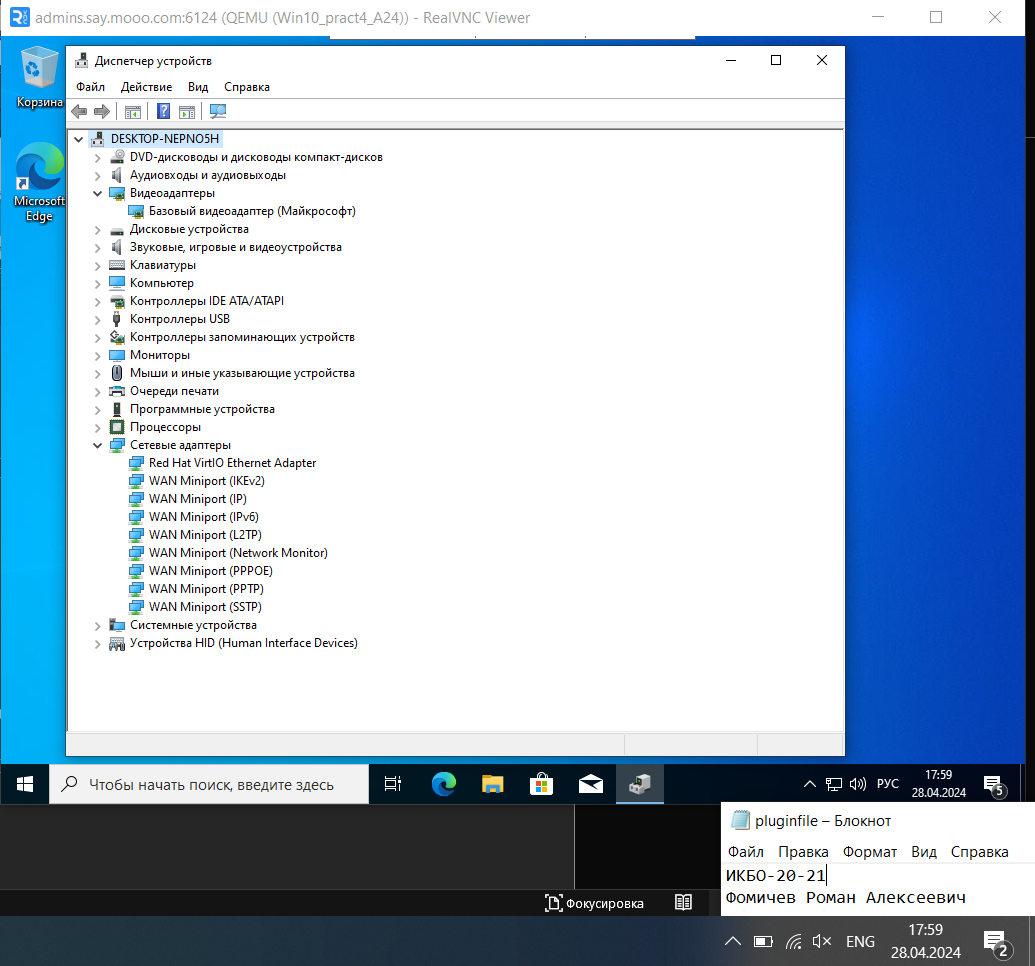 admins.say.mooo.com:6124 (QEMU (Win10_pract4_A24)) - RealVNC Viewer
Корзина
Microsoft
Edge
Диспетчер устройств
Файл Действие Вид Справка
DESKTOP-NEPNO5H
DVD-дисководы и дисководы компакт-дисков
Аудиовходы и аудиовыходы
Видеоадаптеры
Базовый видеоадаптер (Майкрософт)
Дисковые устройства
Звуковые, игровые и видеоустройства
Клавиатуры
Компьютер
Контроллеры IDE ATA/ATAPI
Контроллеры USB
Контроллеры запоминающих устройств
Мониторы
Мыши и иные указывающие устройства
Очереди печати
Программные устройства
Процессоры
Сетевые адаптеры
Red Hat VirtIO Ethernet Adapter
WAN Miniport (IKEv2)
WAN Miniport (IP)
WAN Miniport (IPv6)
WAN Miniport (L2TP)
WAN Miniport (Network Monitor)
WAN Miniport (PPPOE)
WAN Miniport (PPTP)
WAN Miniport (SSTP)
Системные устройства
Устройства HID (Human Interface Devices)
Чтобы начать поиск, введите здесь
РУС
17:59
28.04.2024
5
pluginfile – Блокнот
Файл Правка Формат Вид Справка
ИКБО-20-21
Фомичев Роман Алексеевич
Фокусировка
ENG
17:59
28.04.2024
2